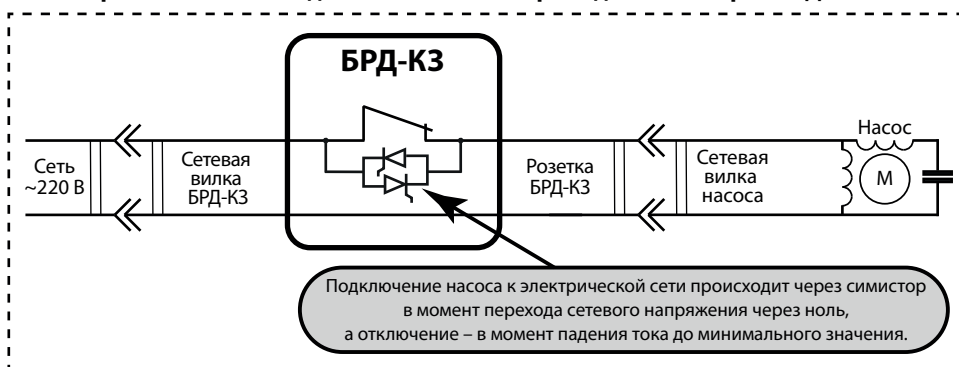 БРД-КЗ
Насос
Сеть
~220 В
Сетевая
вилка
БРД-КЗ
Розетка
БРД-КЗ
Сетевая
вилка
насоса
М
Подключение насоса к электрической сети происходит через симистор
в момент перехода сетевого напряжения через ноль,
а отключение – в момент падения тока до минимального значения.